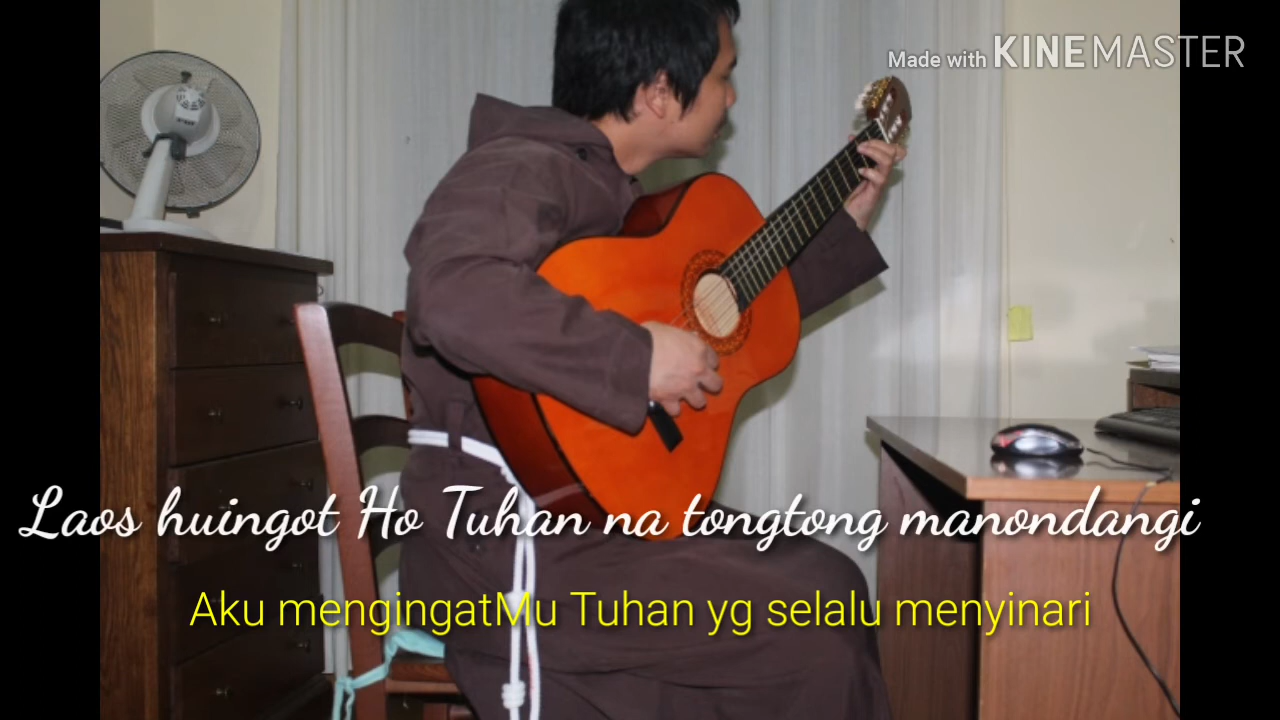 Made with KINEMASTER
Laos huingot Ho Tuhan na tongtong manondangi
Aku mengingatMu Tuhan yg selalu menyinari